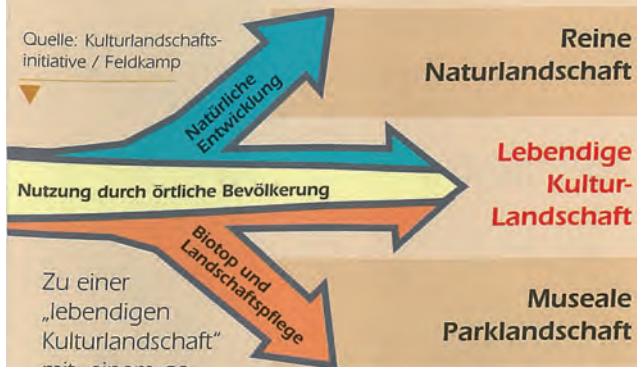 Quelle: Kulturlandschafts-
initiative / Feldkamp
Natürliche
Entwicklung
Reine
Naturlandschaft
Nutzung durch örtliche Bevölkerung
Lebendige
Kultur-
Landschaft
Biotop und
Landschaftspflege
Museale
Parklandschaft
Zu einer
„lebendigen
Kulturlandschaft“